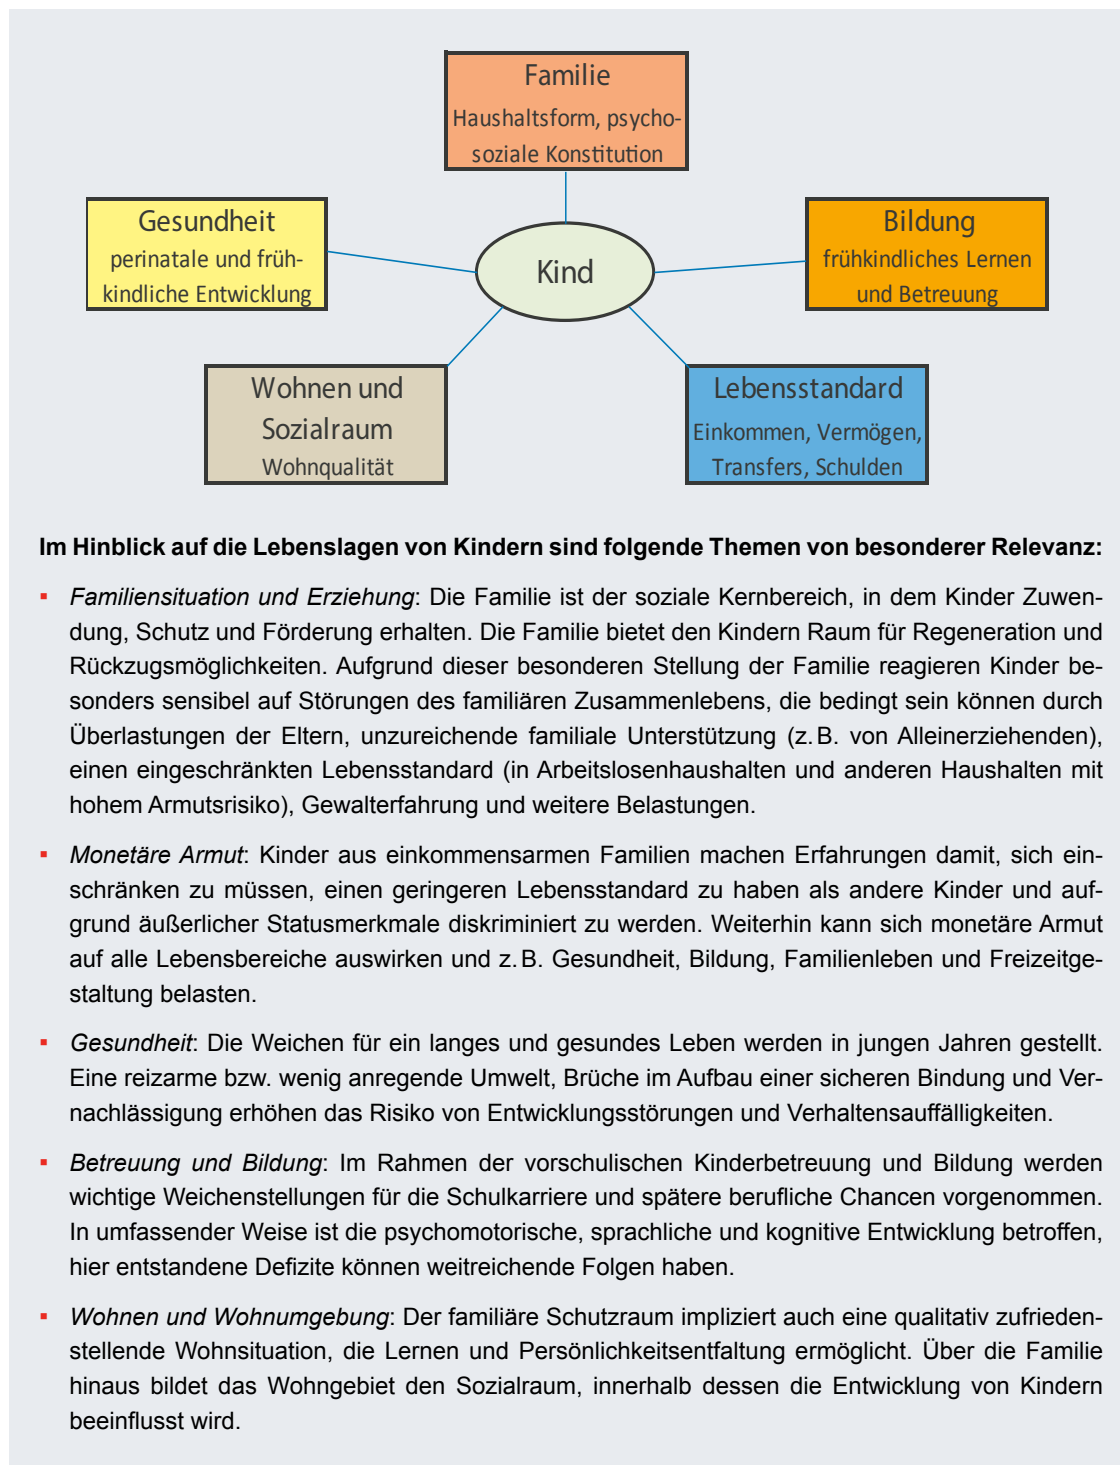 Familie
Haushaltsform, psycho-
soziale Konstitution
Gesundheit
perinatale und früh-
kindliche Entwicklung
Kind
Bildung
frühkindliches Lernen
und Betreuung
Wohnen und
Sozialraum
Wohnqualität
Lebensstandard
Einkommen, Vermögen,
Transfers, Schulden
Im Hinblick auf die Lebenslagen von Kindern sind folgende Themen von besonderer Relevanz:
▪ Familiensituation und Erziehung: Die Familie ist der soziale Kernbereich, in dem Kinder Zuwen-
dung, Schutz und Förderung erhalten. Die Familie bietet den Kindern Raum für Regeneration und
Rückzugsmöglichkeiten. Aufgrund dieser besonderen Stellung der Familie reagieren Kinder be-
sonders sensibel auf Störungen des familiären Zusammenlebens, die bedingt sein können durch
Überlastungen der Eltern, unzureichende familiale Unterstützung (z. B. von Alleinerziehenden),
einen eingeschränkten Lebensstandard (in Arbeitslosenhaushalten und anderen Haushalten mit
hohem Armutsrisiko), Gewalterfahrung und weitere Belastungen.
▪ Monetäre Armut: Kinder aus einkommensarmen Familien machen Erfahrungen damit, sich ein-
schränken zu müssen, einen geringeren Lebensstandard zu haben als andere Kinder und auf-
grund äußerlicher Statusmerkmale diskriminiert zu werden. Weiterhin kann sich monetäre Armut
auf alle Lebensbereiche auswirken und z. B. Gesundheit, Bildung, Familienleben und Freizeitge-
staltung belasten.
▪ Gesundheit: Die Weichen für ein langes und gesundes Leben werden in jungen Jahren gestellt.
Eine reizarme bzw. wenig anregende Umwelt, Brüche im Aufbau einer sicheren Bindung und Ver-
nachlässigung erhöhen das Risiko von Entwicklungsstörungen und Verhaltensauffälligkeiten.
▪ Betreuung und Bildung: Im Rahmen der vorschulischen Kinderbetreuung und Bildung werden
wichtige Weichenstellungen für die Schulkarriere und spätere berufliche Chancen vorgenommen.
In umfassender Weise ist die psychomotorische, sprachliche und kognitive Entwicklung betroffen,
hier entstandene Defizite können weitreichende Folgen haben.
▪ Wohnen und Wohnumgebung: Der familiäre Schutzraum impliziert auch eine qualitativ zufrieden-
stellende Wohnsituation, die Lernen und Persönlichkeitsentfaltung ermöglicht. Über die Familie
hinaus bildet das Wohngebiet den Sozialraum, innerhalb dessen die Entwicklung von Kindern
beeinflusst wird.